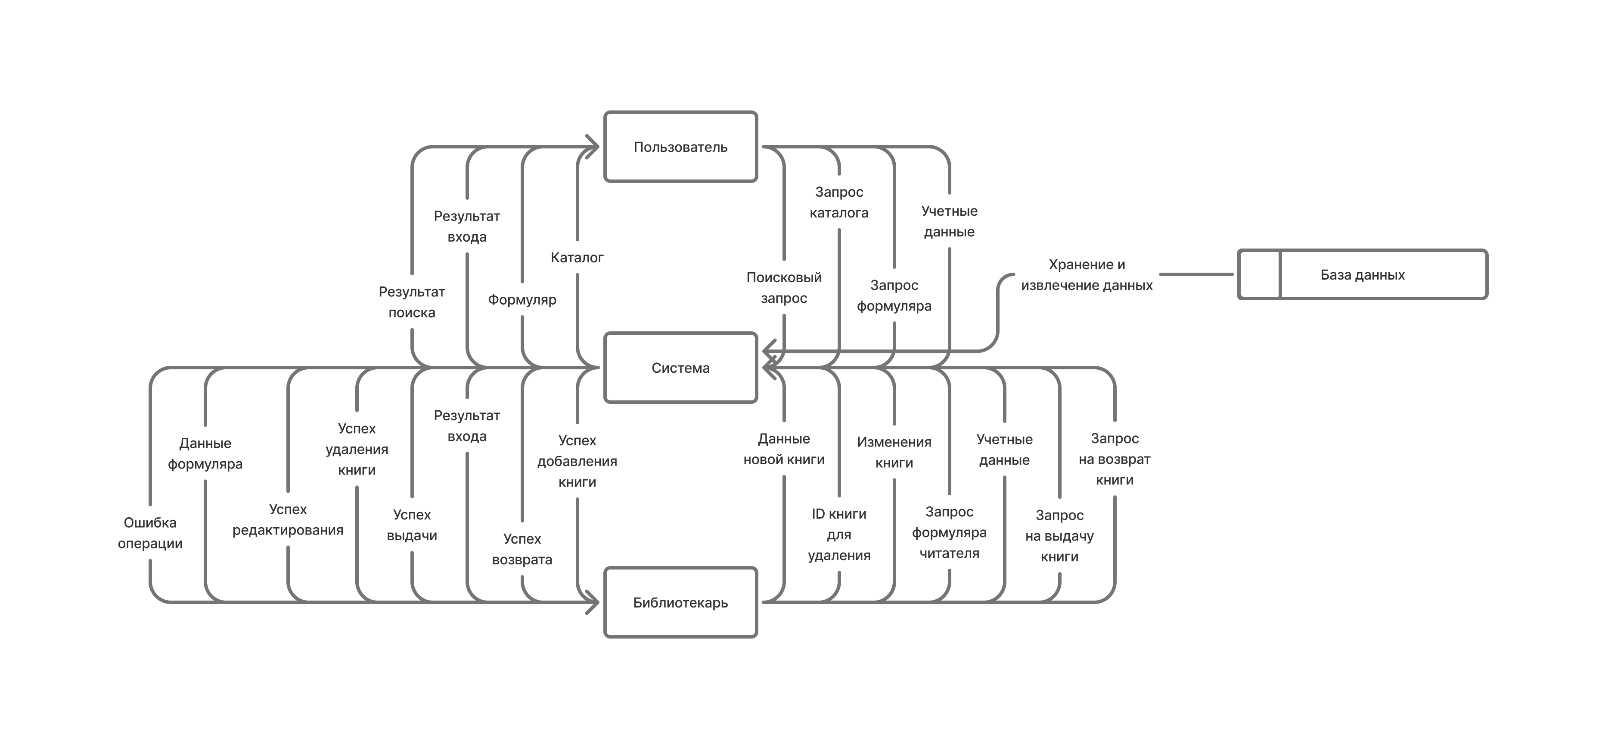 Пользователь
Результат
входа
Каталог
Результат
поиска
Формуляр
Запрос
каталога
Учетные
данные
Поисковый
запрос
Запрос
формуляра
Хранение и
извлечение данных
База данных
Система
Ошибка
операции
Данные
формуляра
Успех
редактирования
Успех
удаления
книги
Успех
выдачи
Результат
входа
Успех
возврата
Успех
добавления
книги
Данные
новой книги
ID книги
для
удаления
Изменения
книги
Запрос
формуляра
читателя
Учетные
данные
Запрос
на выдачу
книги
Запрос
на возврат
книги
Библиотекарь